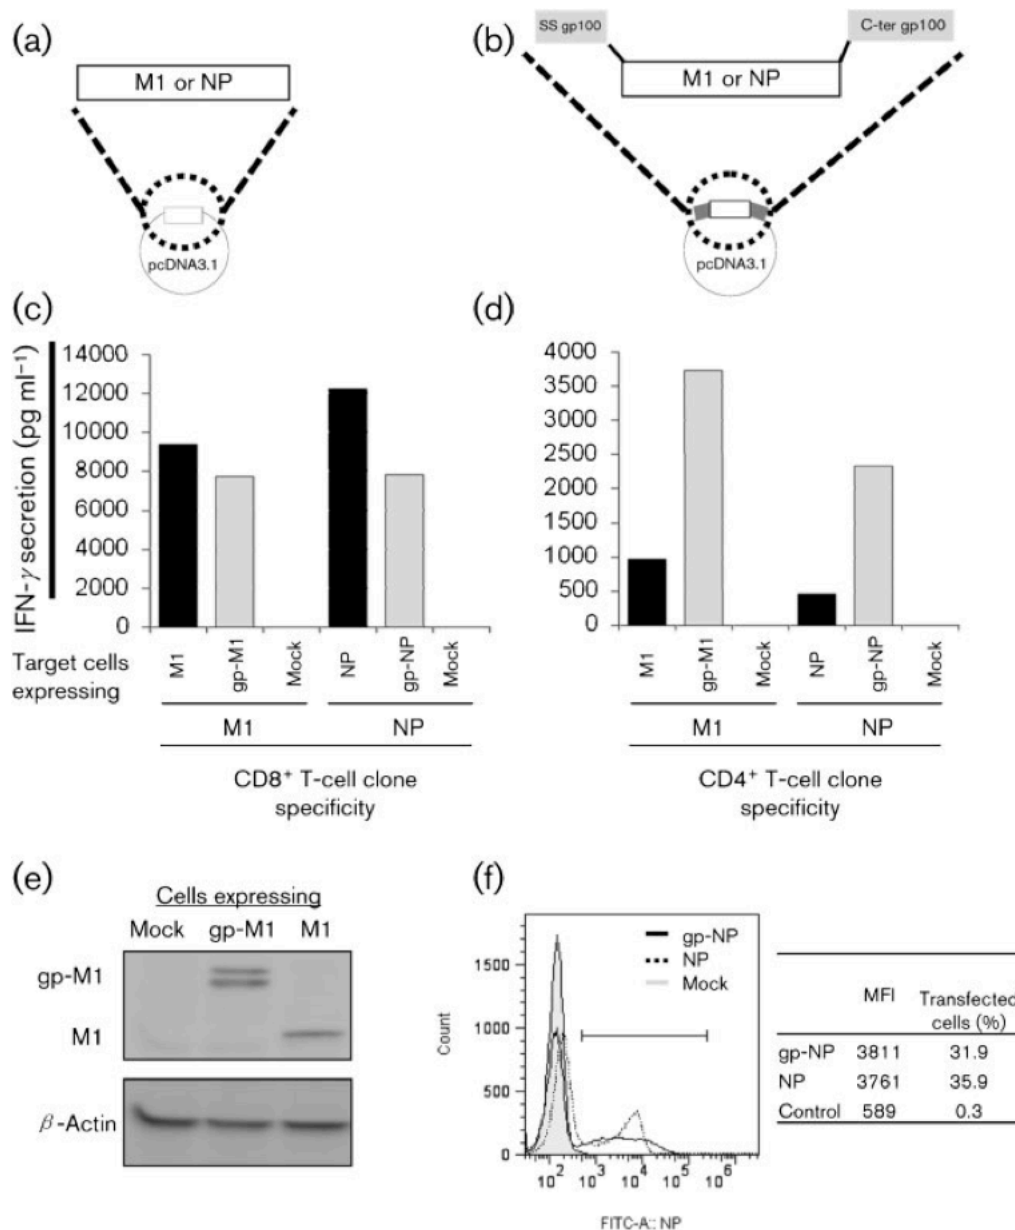 (a)
M1 or NP
pcDNA3.1
(b)
SS gp100
C-ter gp100
M1 or NP
pcDNA3.1
(c)
IFN-γ secretion (pg ml⁻¹)
14000
12000
10000
8000
6000
4000
2000
0
Target cells
expressing
M1
gp-M1
Mock
NP
gp-NP
Mock
M1
NP
CD8⁺ T-cell clone
specificity
(d)
4000
3500
3000
2500
2000
1500
1000
500
0
M1
gp-M1
Mock
NP
gp-NP
Mock
M1
NP
CD4⁺ T-cell clone
specificity
(e)
Cells expressing
Mock gp-M1 M1
gp-M1
M1
β-Actin
(f)
Count
1500
1000
500
0
gp-NP
NP
Mock
10² 10³ 10⁴ 10⁵ 10⁶
FITC-A:: NP
MFI Transfected
cells (%)
gp-NP 3811 31.9
NP 3761 35.9
Control 589 0.3